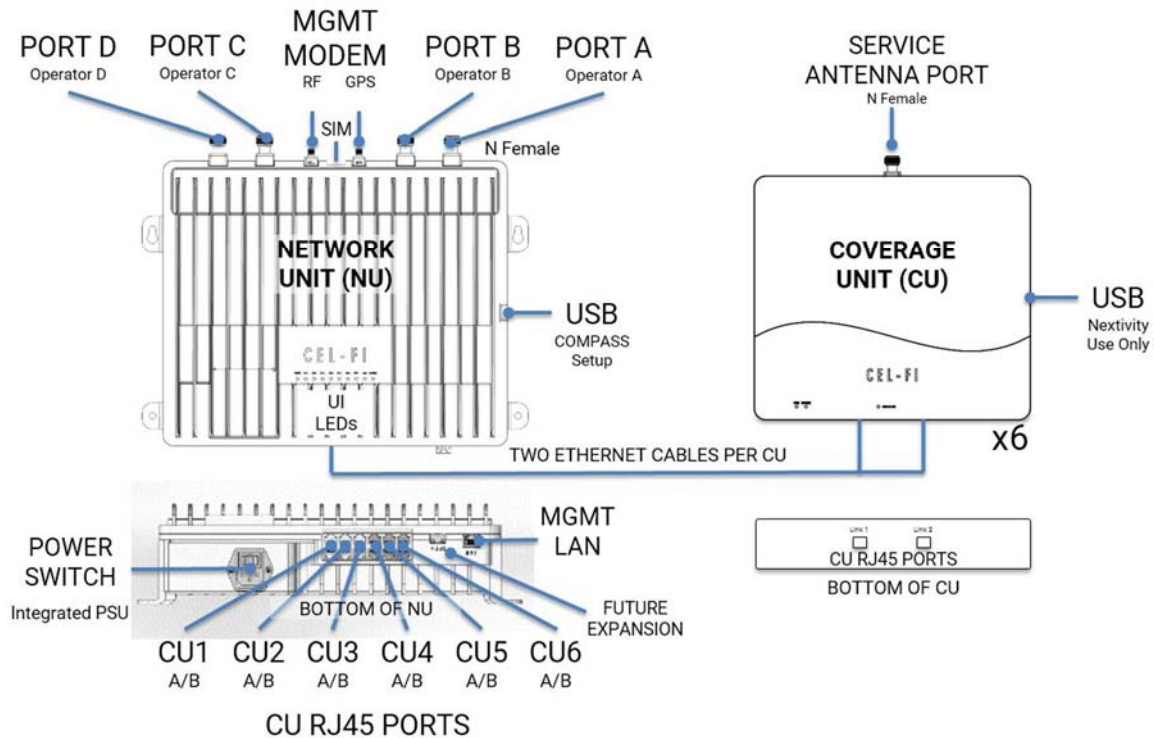 PORT D
Operator D
PORT C
Operator C
MGMT
MODEM
RF GPS
SIM
PORT B
Operator B
PORT A
Operator A
N Female
NETWORK
UNIT (NU)
USB
COMPASS
Setup
CEL-FI
UI
LEDs
SERVICE
ANTENNA PORT
N Female
COVERAGE
UNIT (CU)
USB
Nextivity
Use Only
CEL-FI
x6
TWO ETHERNET CABLES PER CU
POWER
SWITCH
Integrated PSU
MGMT
LAN
BOTTOM OF NU
FUTURE
EXPANSION
CU1 CU2 CU3 CU4 CU5 CU6
A/B A/B A/B A/B A/B A/B
CU RJ45 PORTS
Link 1 Link 2
CU RJ45 PORTS
BOTTOM OF CU